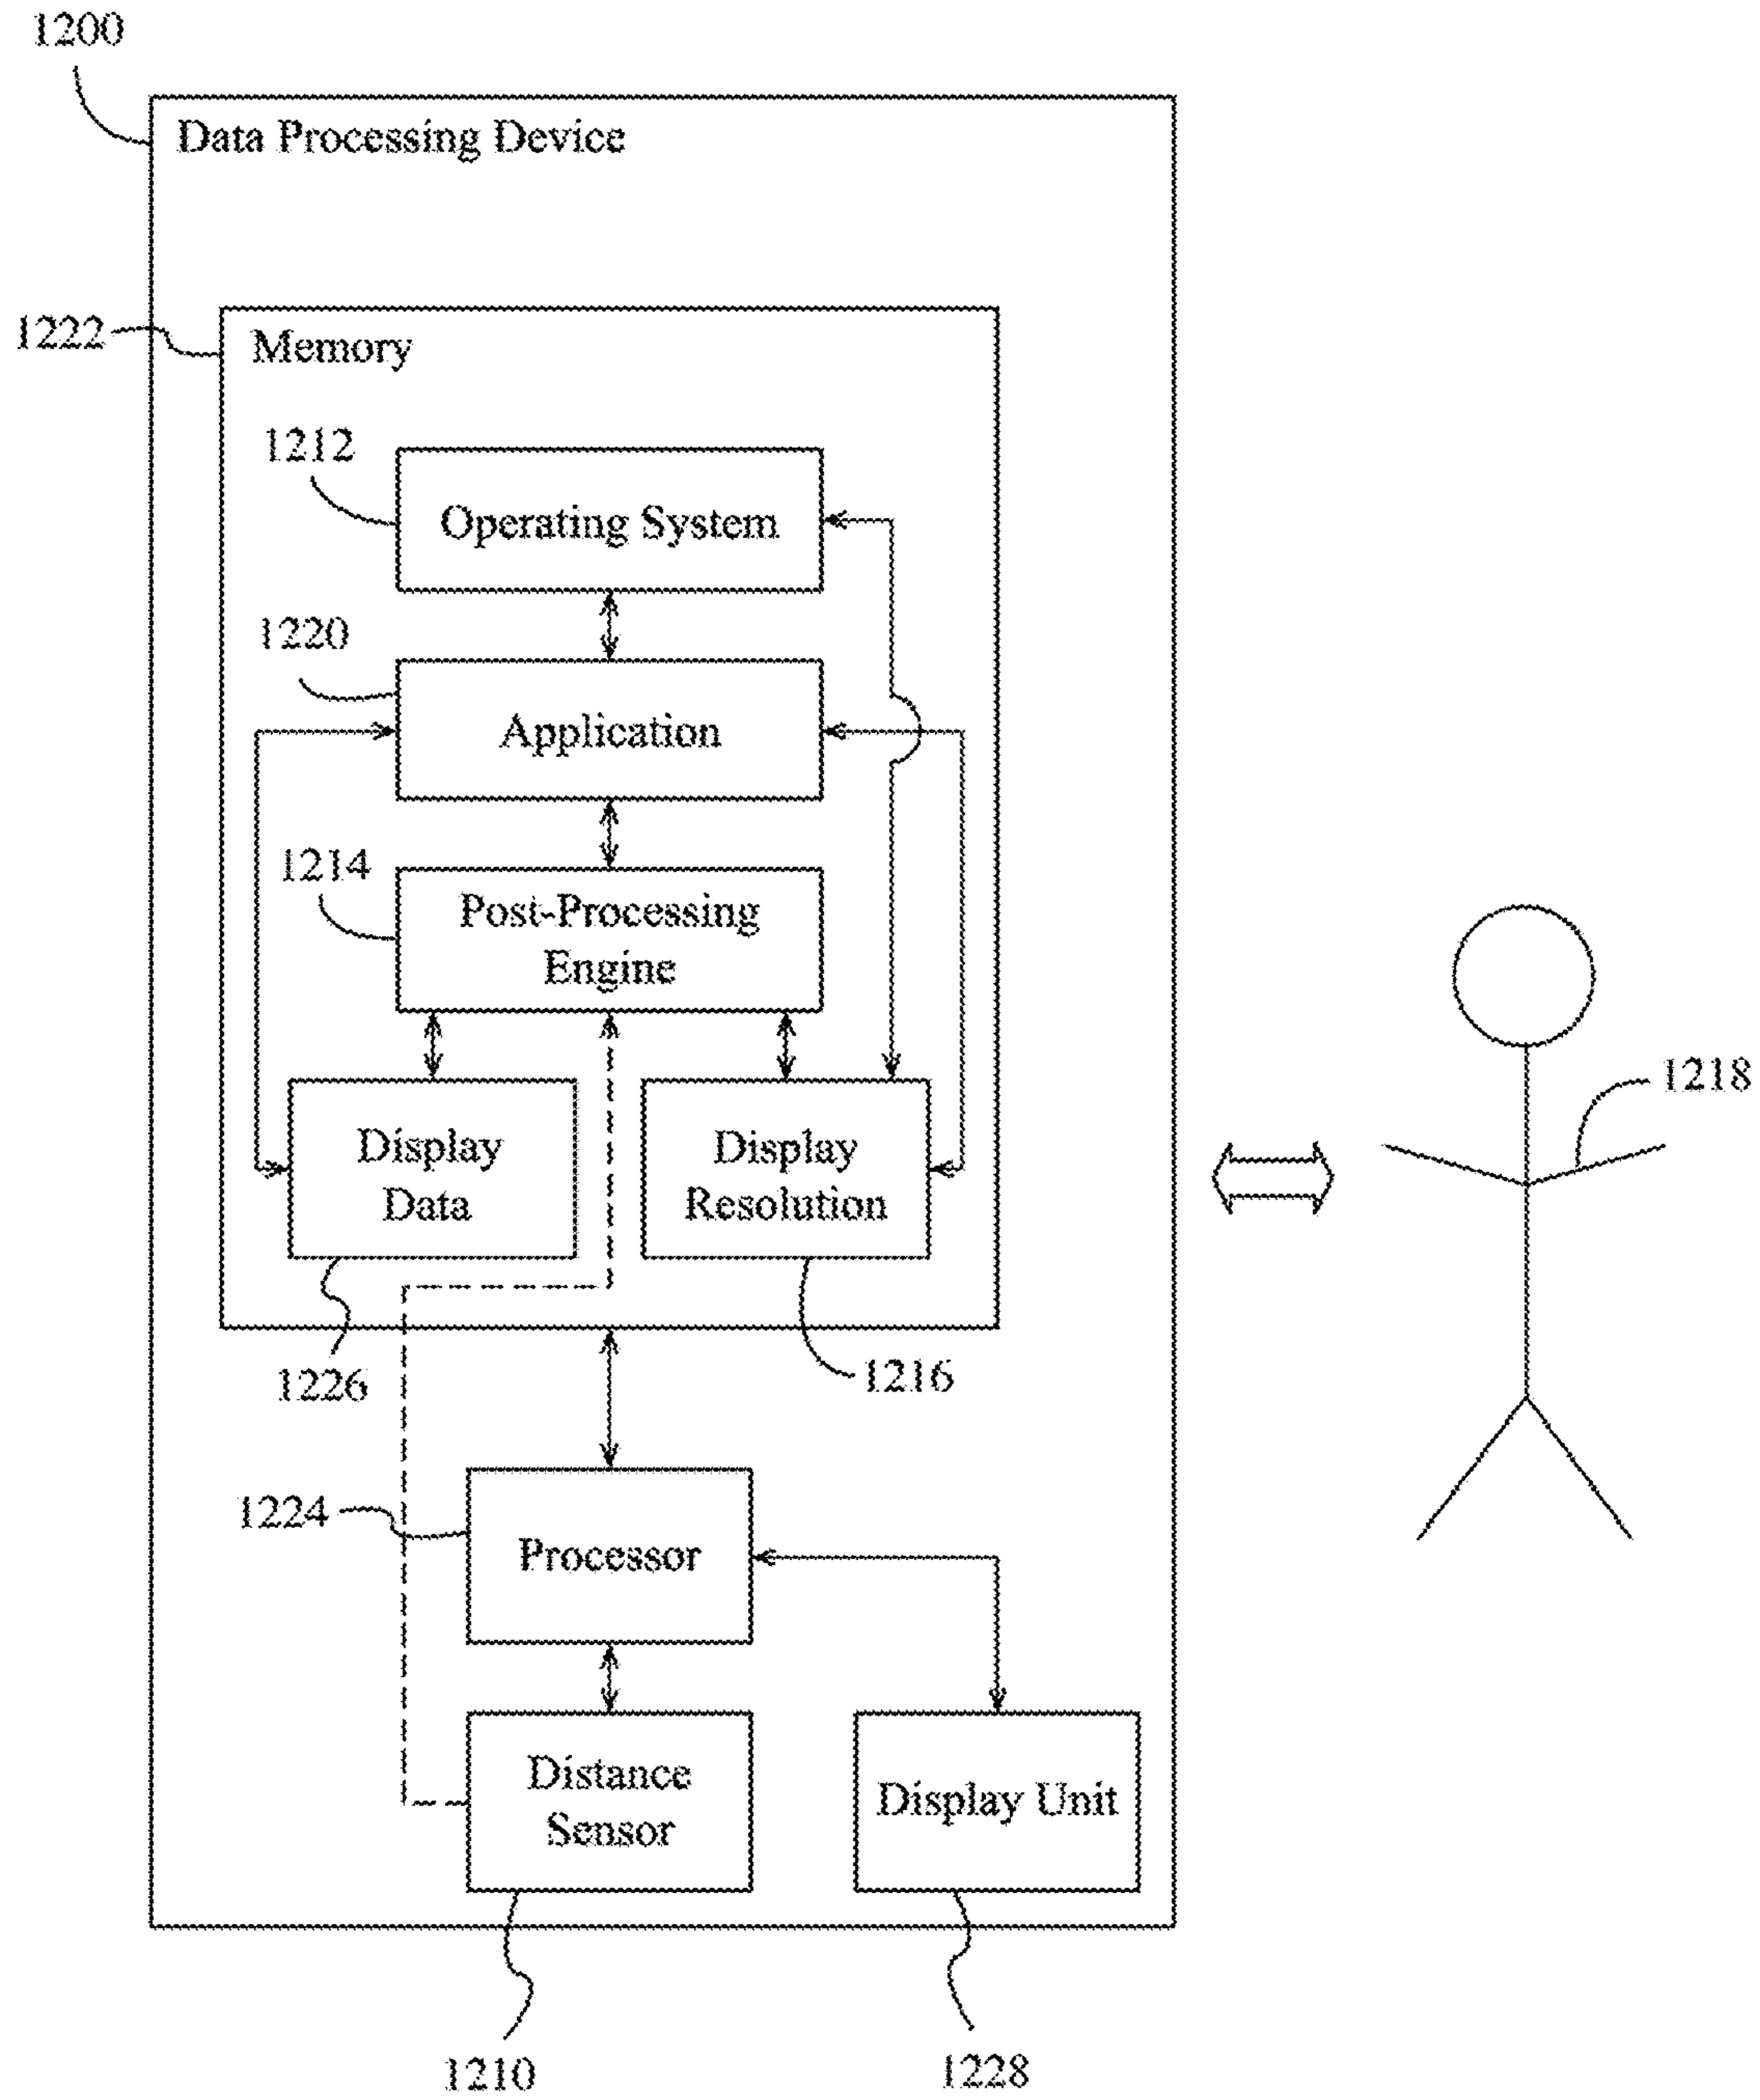 1200
Data Processing Device
1222
Memory
1212
Operating System
1220
Application
1214
Post-Processing
Engine
1218
Display
Data
Display
Resolution
1226
1216
1224
Processor
Distance
Sensor
Display Unit
1210
1228